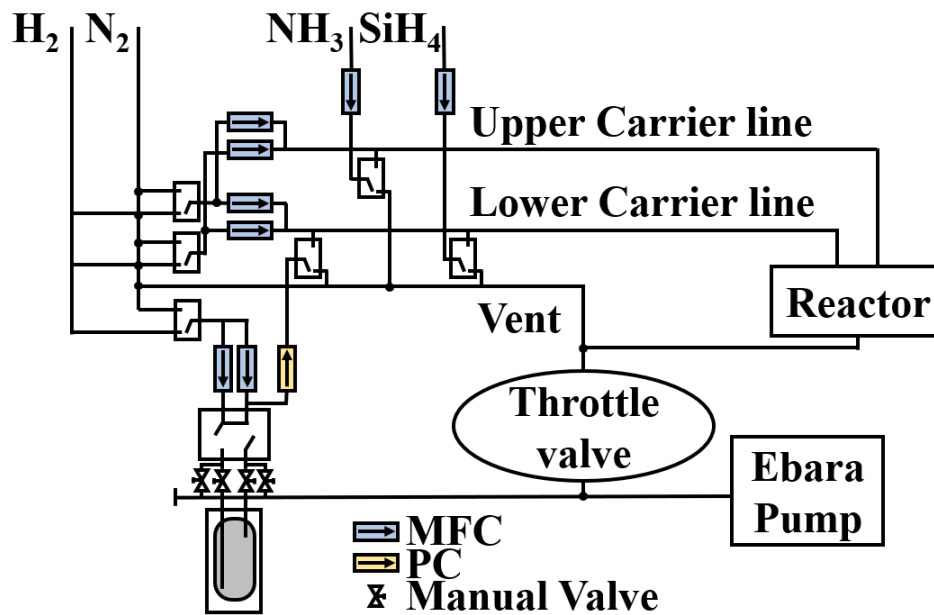 H₂ N₂ NH₃ SiH₄
Upper Carrier line
Lower Carrier line
Reactor
Vent
Throttle
valve
Ebara
Pump
MFC
PC
Manual Valve